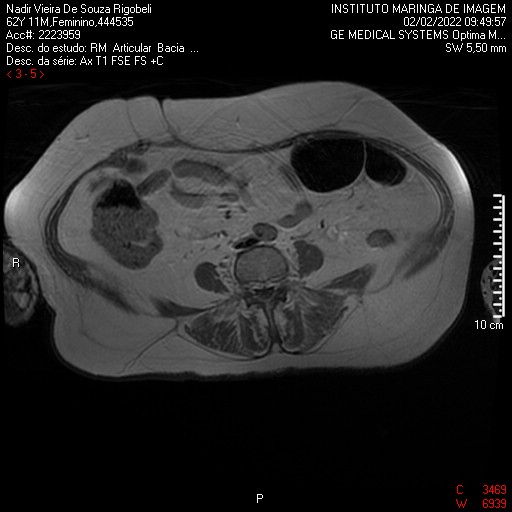 Nadir Vieira De Souza Rigobeli
62Y 11M,Feminino,444535
Acc#: 2223959
Desc. do estudo: RM Articular Bacia ...
Desc. da série: Ax T1 FSE FS +C
< 3 - 5 >
INSTITUTO MARINGA DE IMAGEM
02/02/2022 09:49:57
GE MEDICAL SYSTEMS Optima M...
SW 5,50 mm
R
10 cm
P
C 3469
W 6939